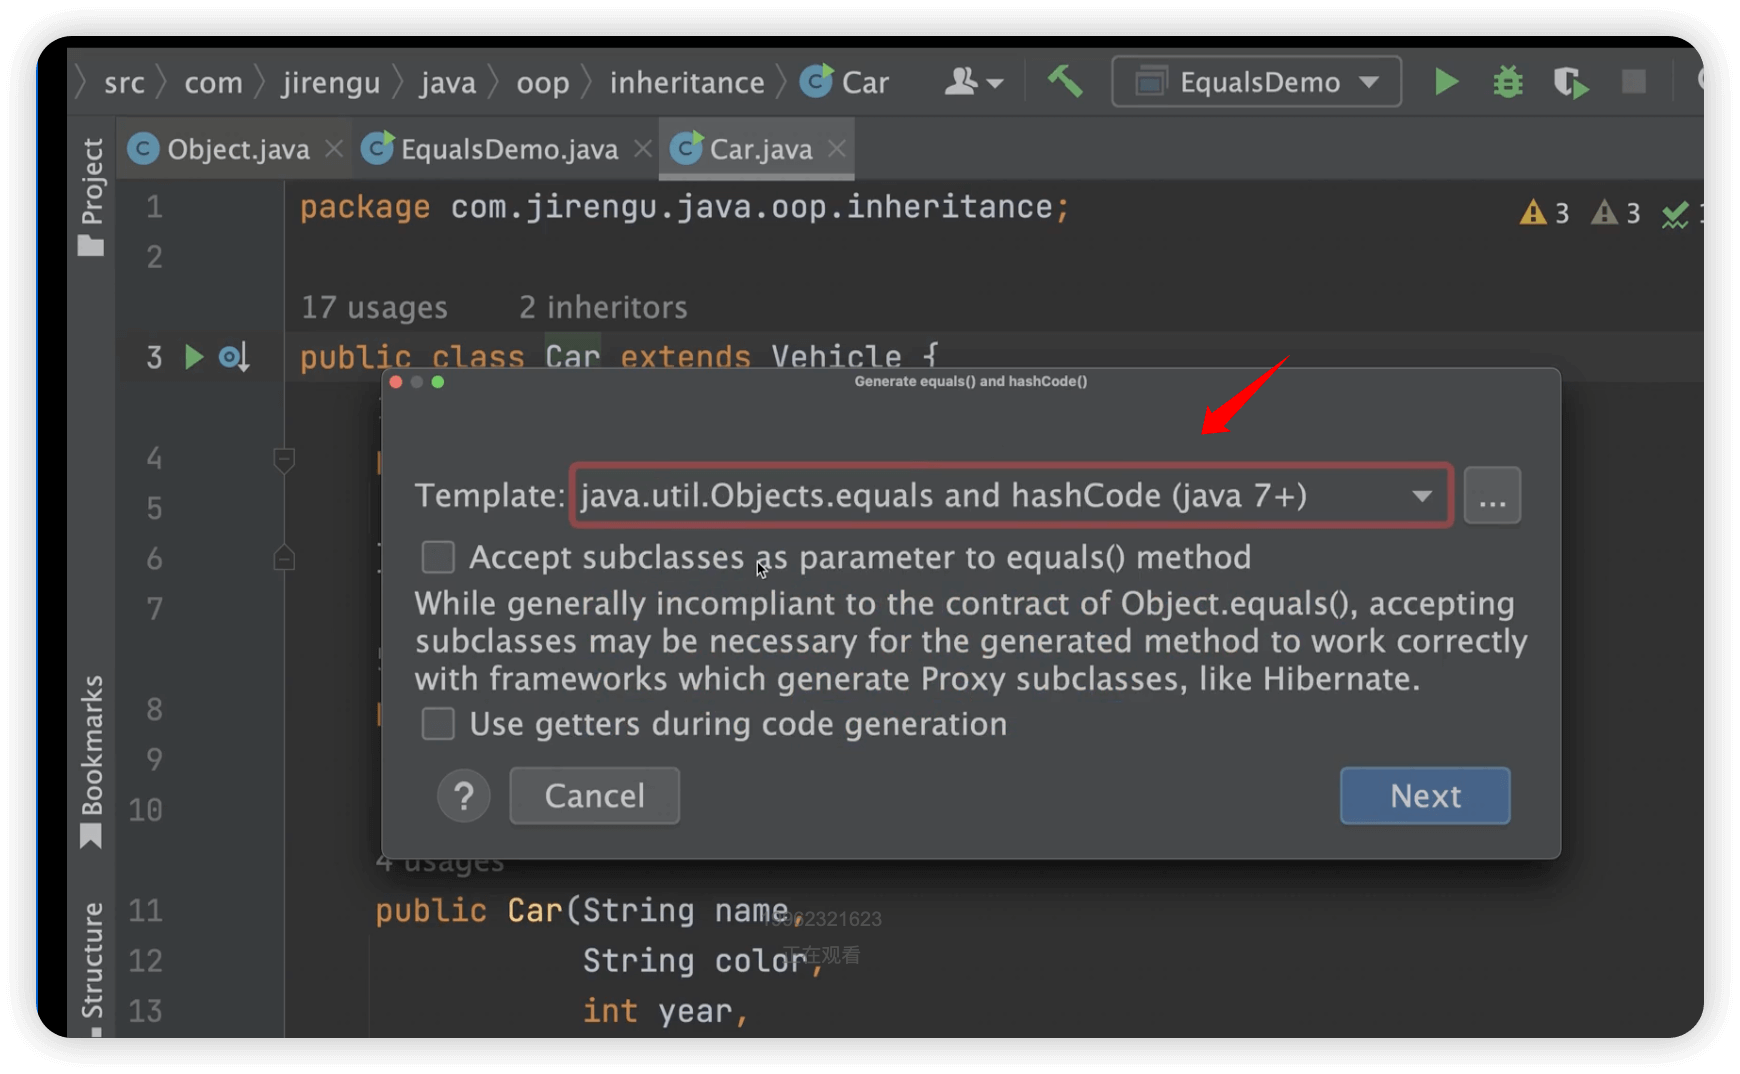 src com jirengu java oop inheritance Car EqualsDemo
Object.java EqualsDemo.java Car.java
Project
Bookmarks
Structure
1 package com.jirengu.java.oop.inheritance;
3 3
2
17 usages 2 inheritors
3 public class Car extends Vehicle {
Generate equals() and hashCode()
4
Template: java.util.Objects.equals and hashCode (java 7+) ...
5
6 Accept subclasses as parameter to equals() method
7 While generally incompliant to the contract of Object.equals(), accepting
subclasses may be necessary for the generated method to work correctly
with frameworks which generate Proxy subclasses, like Hibernate.
8 Use getters during code generation
9
10 ? Cancel Next
4 usages
11 public Car(String name,
19962321623
正在观看
12 String color,
13 int year,